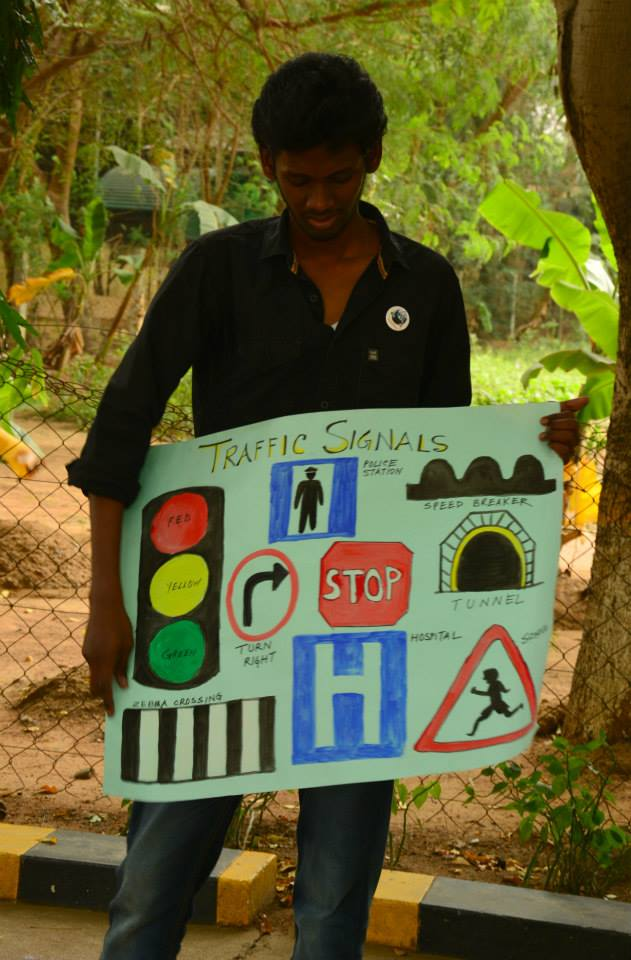 TRAFFIC SIGNALS
POLICE
STATION
SPEED BREAKER
RED
YELLOW
GREEN
TURN
RIGHT
STOP
TUNNEL
HOSPITAL
H
SCHOOL
ZEBRA CROSSING